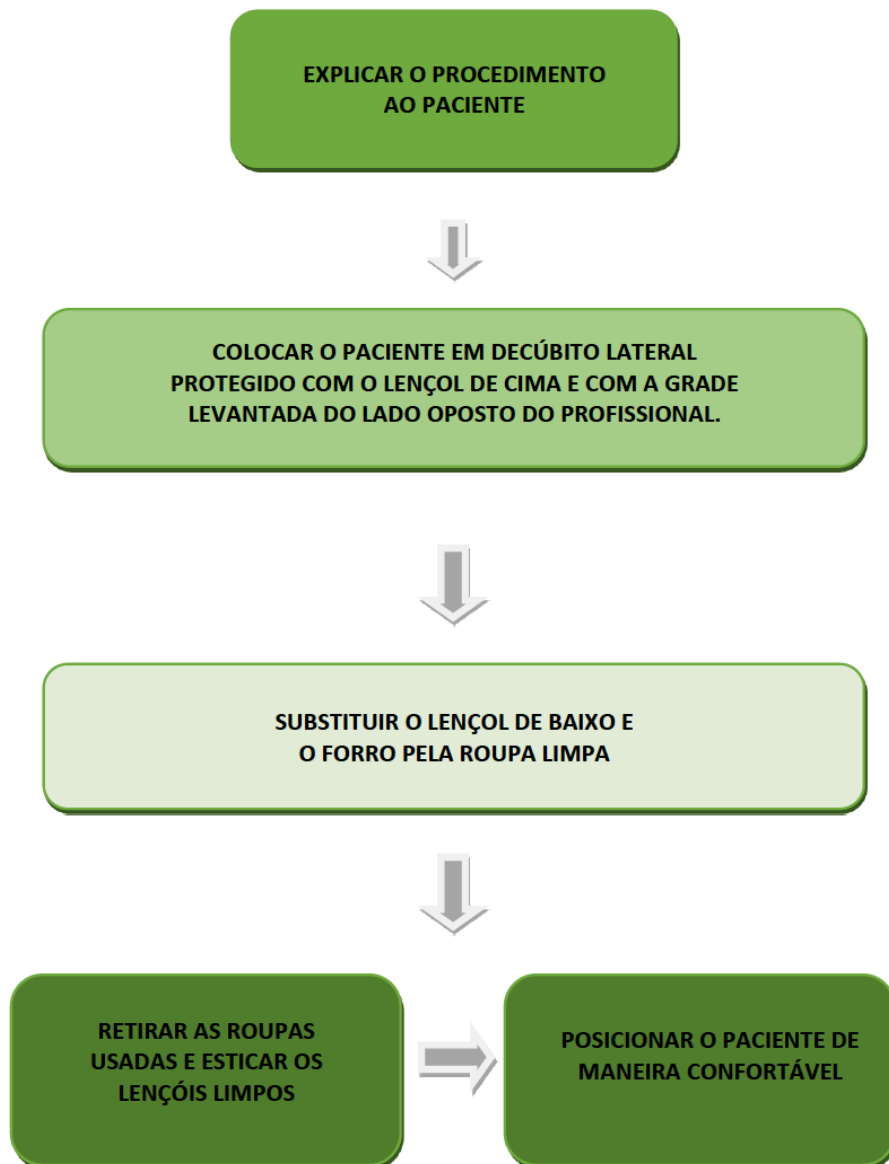 EXPLICAR O PROCEDIMENTO
AO PACIENTE
COLOCAR O PACIENTE EM DECÚBITO LATERAL
PROTEGIDO COM O LENÇOL DE CIMA E COM A GRADE
LEVANTADA DO LADO OPOSTO DO PROFISSIONAL.
SUBSTITUIR O LENÇOL DE BAIXO E
O FORRO PELA ROUPA LIMPA
RETIRAR AS ROUPAS
USADAS E ESTICAR OS
LENÇÓIS LIMPOS
POSICIONAR O PACIENTE DE
MANEIRA CONFORTÁVEL